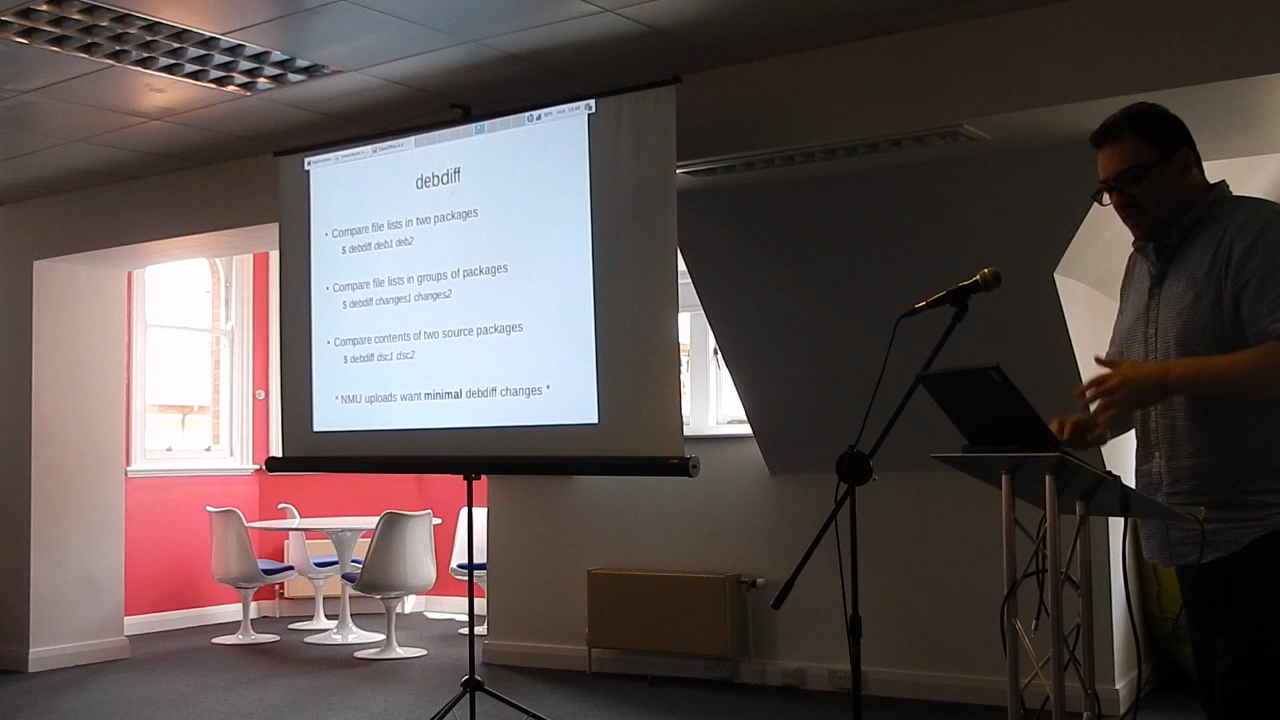 debdiff
• Compare file lists in two packages
$ debdiff deb1 deb2
• Compare file lists in groups of packages
$ debdiff changes1 changes2
• Compare contents of two source packages
$ debdiff dsc1 dsc2
* NMU uploads want minimal debdiff changes *